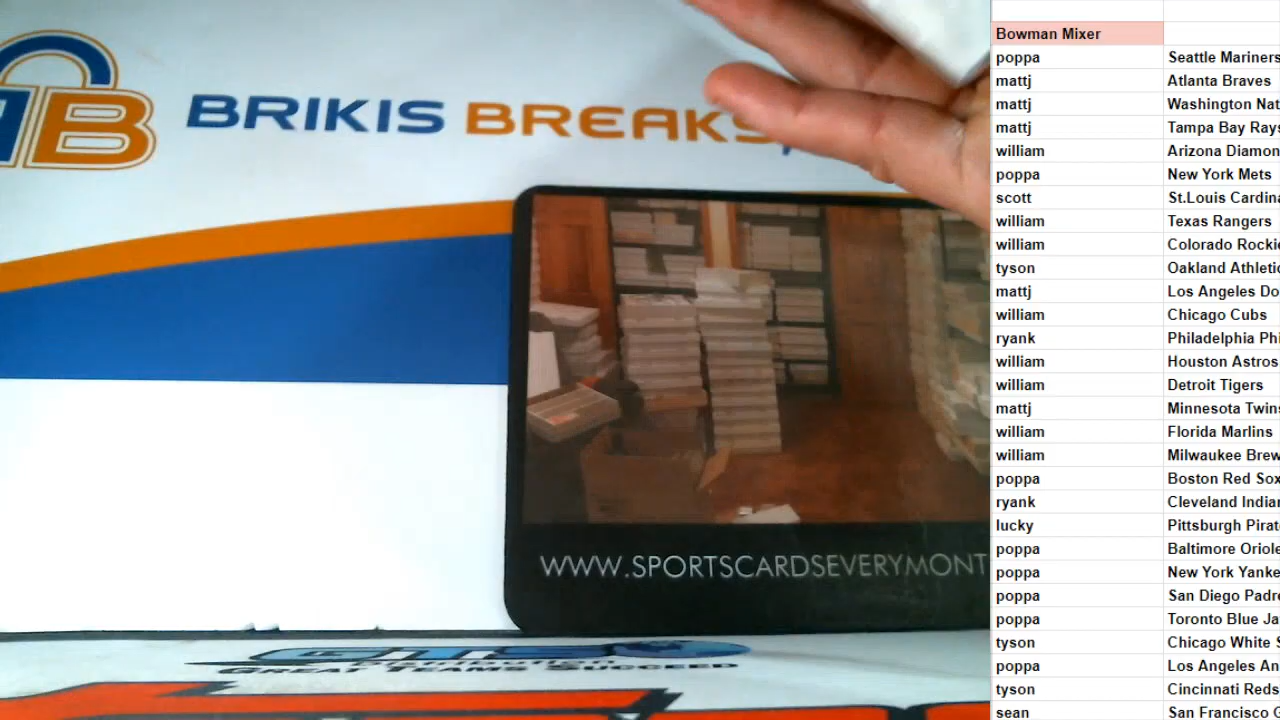 B
BRIKIS BREAKS
WWW.SPORTSCARDSEVERYMONT
GTS
Distribution
GREAT TEAMS SUCCEED
Bowman Mixer
poppa Seattle Mariners
mattj Atlanta Braves
mattj Washington Nat
mattj Tampa Bay Rays
william Arizona Diamon
poppa New York Mets
scott St.Louis Cardina
william Texas Rangers
william Colorado Rockie
tyson Oakland Athletic
mattj Los Angeles Do
william Chicago Cubs
ryank Philadelphia Phi
william Houston Astros
william Detroit Tigers
mattj Minnesota Twins
william Florida Marlins
william Milwaukee Brew
poppa Boston Red Sox
ryank Cleveland Indian
lucky Pittsburgh Pirat
poppa Baltimore Oriole
poppa New York Yanke
poppa San Diego Padre
poppa Toronto Blue Ja
tyson Chicago White S
poppa Los Angeles An
tyson Cincinnati Reds
sean San Francisco G